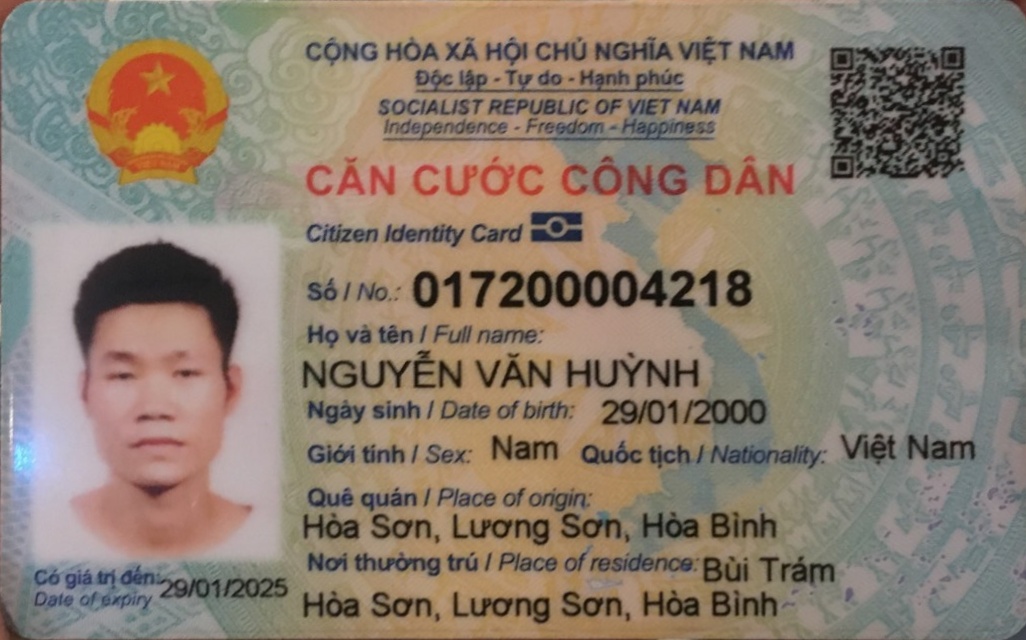 CỘNG HÒA XÃ HỘI CHỦ NGHĨA VIỆT NAM
Độc lập - Tự do - Hạnh phúc
SOCIALIST REPUBLIC OF VIET NAM
Independence - Freedom - Happiness
CĂN CƯỚC CÔNG DÂN
Citizen Identity Card
Số / No.: 017200004218
Họ và tên / Full name:
NGUYỄN VĂN HUỲNH
Ngày sinh / Date of birth: 29/01/2000
Giới tính / Sex: Nam Quốc tịch / Nationality: Việt Nam
Quê quán / Place of origin:
Hòa Sơn, Lương Sơn, Hòa Bình
Nơi thường trú / Place of residence: Bùi Trám
Hòa Sơn, Lương Sơn, Hòa Bình
Có giá trị đến: 29/01/2025
Date of expiry